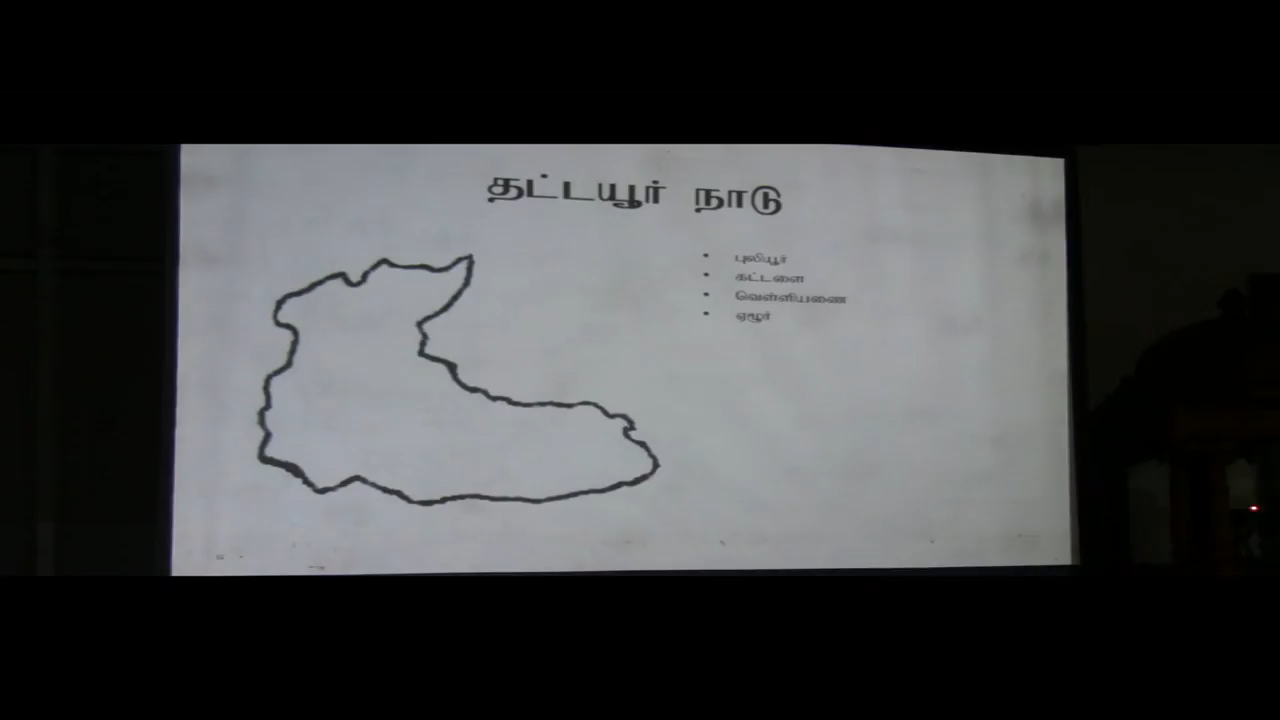 தட்டயூர் நாடு
• புலியூர்
• கட்டளை
• வெள்ளியணை
• ஏழூர்